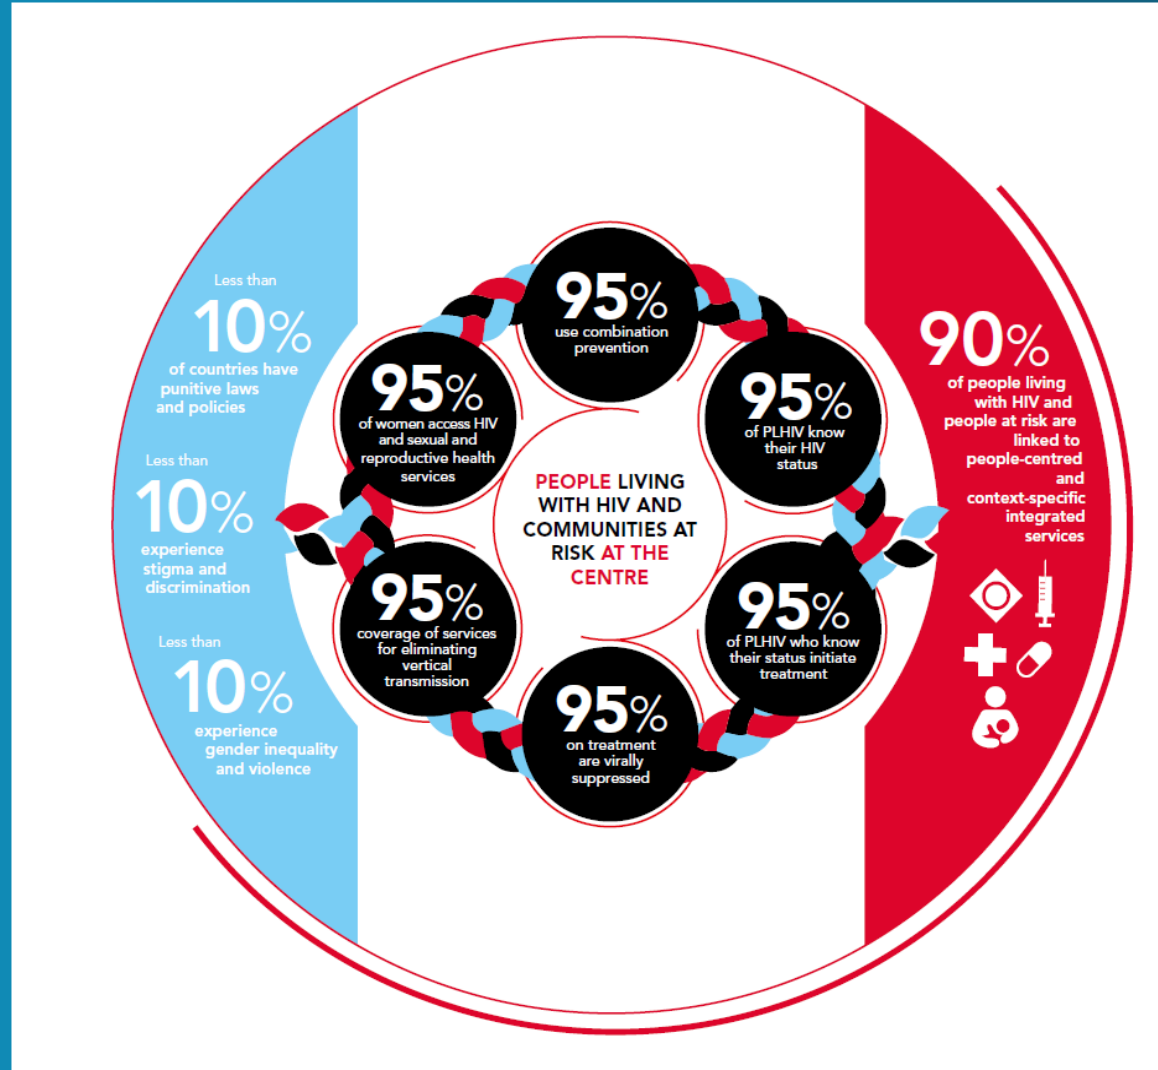 Less than
10%
of countries have
punitive laws
and policies
Less than
10%
experience
stigma and
discrimination
Less than
10%
experience
gender inequality
and violence
95%
use combination
prevention
95%
of women access HIV
and sexual and
reproductive health
services
95%
of PLHIV know
their HIV
status
PEOPLE LIVING
WITH HIV AND
COMMUNITIES AT
RISK AT THE
CENTRE
95%
coverage of services
for eliminating
vertical
transmission
95%
of PLHIV who know
their status initiate
treatment
95%
on treatment
are virally
suppressed
90%
of people living
with HIV and
people at risk are
linked to
people-centred
and
context-specific
integrated
services